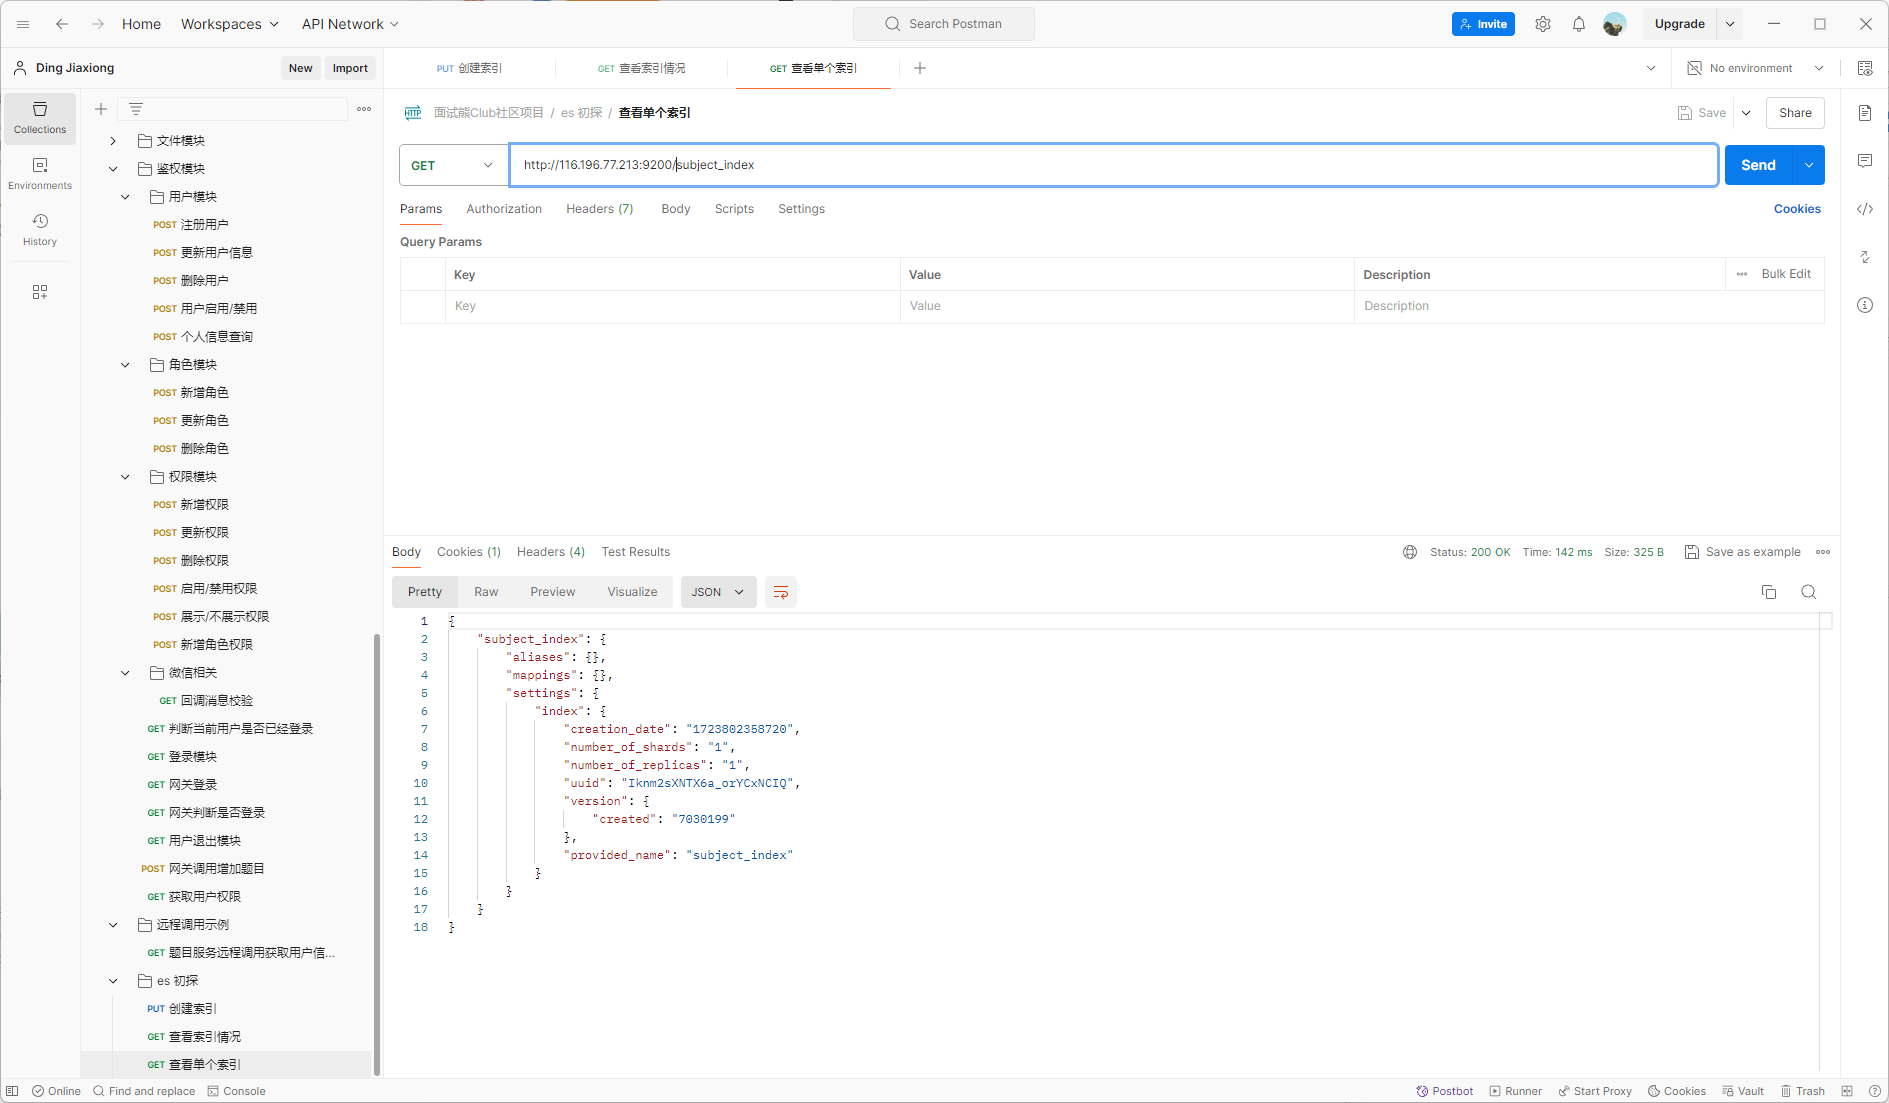 Home Workspaces API Network Search Postman Invite Upgrade
Ding Jiaxiong New Import
PUT 创建索引 GET 查看索引情况 GET 查看单个索引 No environment
Collections
Environments
History
文件模块
鉴权模块
用户模块
POST 注册用户
POST 更新用户信息
POST 删除用户
POST 用户启用/禁用
POST 个人信息查询
角色模块
POST 新增角色
POST 更新角色
POST 删除角色
权限模块
POST 新增权限
POST 更新权限
POST 删除权限
POST 启用/禁用权限
POST 展示/不展示权限
POST 新增角色权限
微信相关
GET 回调消息校验
GET 判断当前用户是否已经登录
GET 登录模块
GET 网关登录
GET 网关判断是否登录
GET 用户退出模块
POST 网关调用增加题目
GET 获取用户权限
远程调用示例
GET 题目服务远程调用获取用户信...
es 初探
PUT 创建索引
GET 查看索引情况
GET 查看单个索引
HTTP 面试熊Club社区项目 / es 初探 / 查看单个索引 Save Share
GET http://116.196.77.213:9200/subject_index Send
Params Authorization Headers (7) Body Scripts Settings Cookies
Query Params
Key Value Description Bulk Edit
Key Value Description
Body Cookies (1) Headers (4) Test Results Status: 200 OK Time: 142 ms Size: 325 B Save as example
Pretty Raw Preview Visualize JSON
1 {
2 "subject_index": {
3 "aliases": {},
4 "mappings": {},
5 "settings": {
6 "index": {
7 "creation_date": "1723802358720",
8 "number_of_shards": "1",
9 "number_of_replicas": "1",
10 "uuid": "Iknm2sXNTX6a_orYCxNCIQ",
11 "version": {
12 "created": "7030199"
13 },
14 "provided_name": "subject_index"
15 }
16 }
17 }
18 }
Online Find and replace Console Postbot Runner Start Proxy Cookies Vault Trash